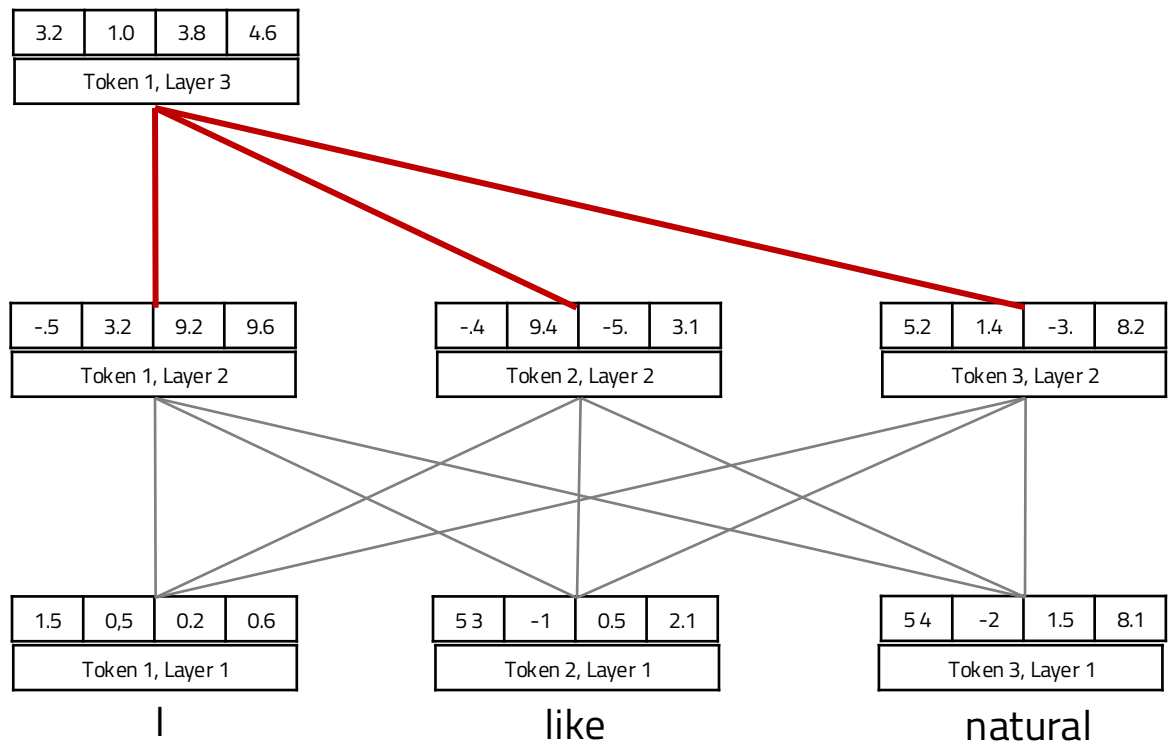 3.2 1.0 3.8 4.6
Token 1, Layer 3
-.5 3.2 9.2 9.6
-.4 9.4 -5. 3.1
5.2 1.4 -3. 8.2
Token 1, Layer 2
Token 2, Layer 2
Token 3, Layer 2
1.5 0,5 0.2 0.6
5 3 -1 0.5 2.1
5 4 -2 1.5 8.1
Token 1, Layer 1
Token 2, Layer 1
Token 3, Layer 1
I
like
natural